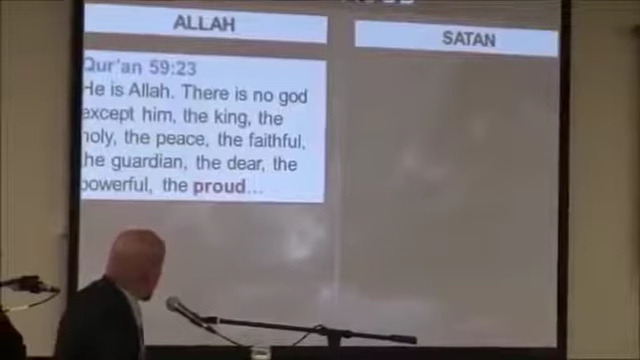 ALLAH
SATAN
Qur'an 59:23
He is Allah. There is no god
except him, the king, the
holy, the peace, the faithful,
the guardian, the dear, the
powerful, the proud...